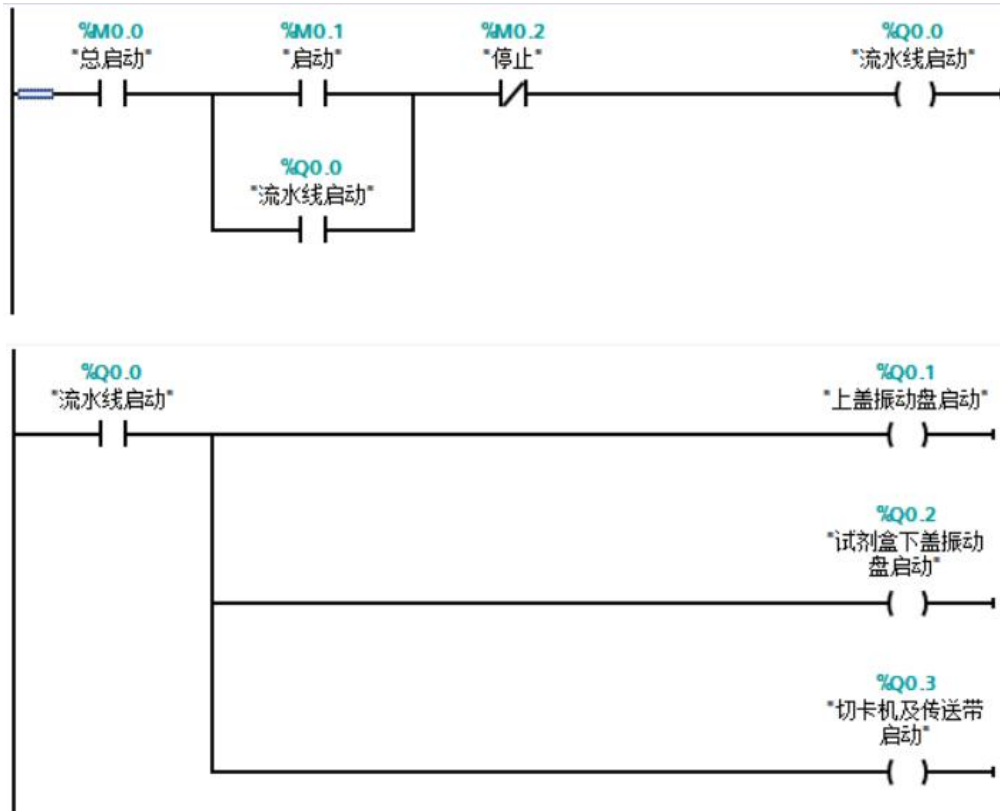 %M0.0
"总启动"
%M0.1
"启动"
%M0.2
"停止"
%Q0.0
"流水线启动"
%Q0.0
"流水线启动"
%Q0.0
"流水线启动"
%Q0.1
"上盖振动盘启动"
%Q0.2
"试剂盒下盖振动
盘启动"
%Q0.3
"切卡机及传送带
启动"